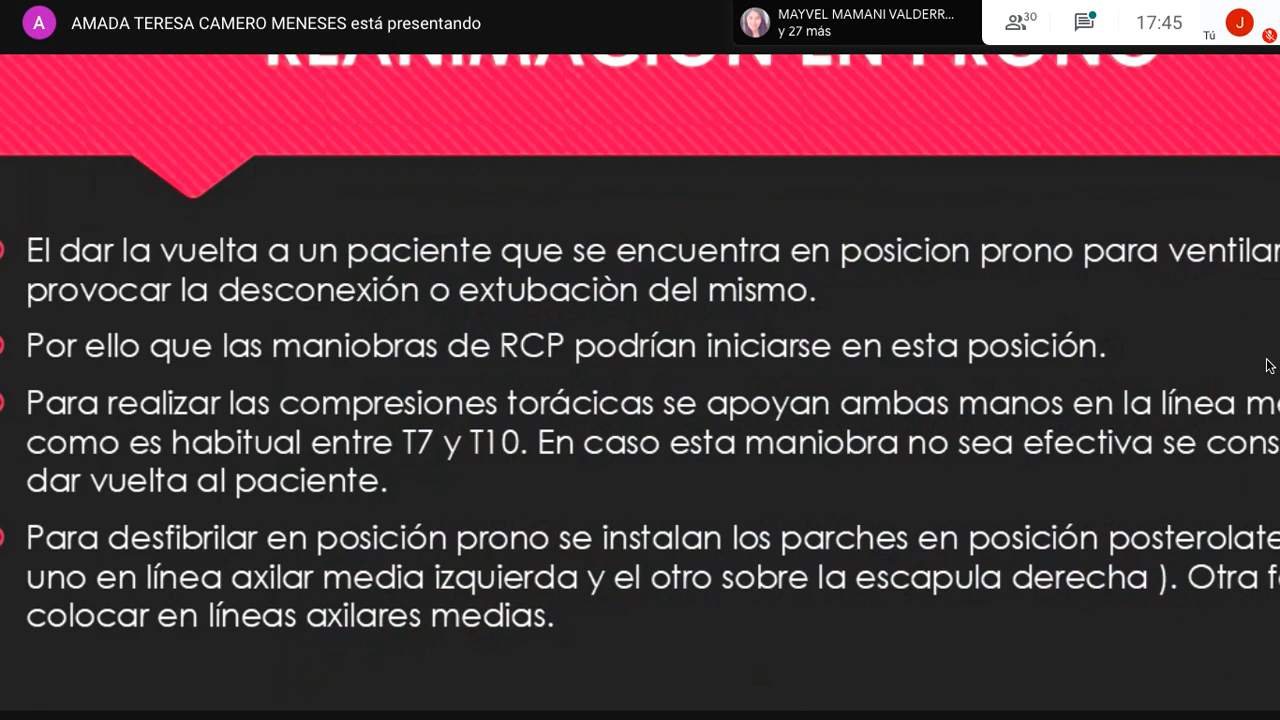 A AMADA TERESA CAMERO MENESES está presentando
MAYVEL MAMANI VALDERR...
y 27 más
30
17:45
Tú
J
REANIMACION EN PRONO
El dar la vuelta a un paciente que se encuentra en posicion prono para ventilar
provocar la desconexión o extubaciòn del mismo.
Por ello que las maniobras de RCP podrían iniciarse en esta posición.
Para realizar las compresiones torácicas se apoyan ambas manos en la línea
como es habitual entre T7 y T10. En caso esta maniobra no sea efectiva se
dar vuelta al paciente.
Para desfibrilar en posición prono se instalan los parches en posición
uno en línea axilar media izquierda y el otro sobre la escapula derecha ). Otra
colocar en líneas axilares medias.